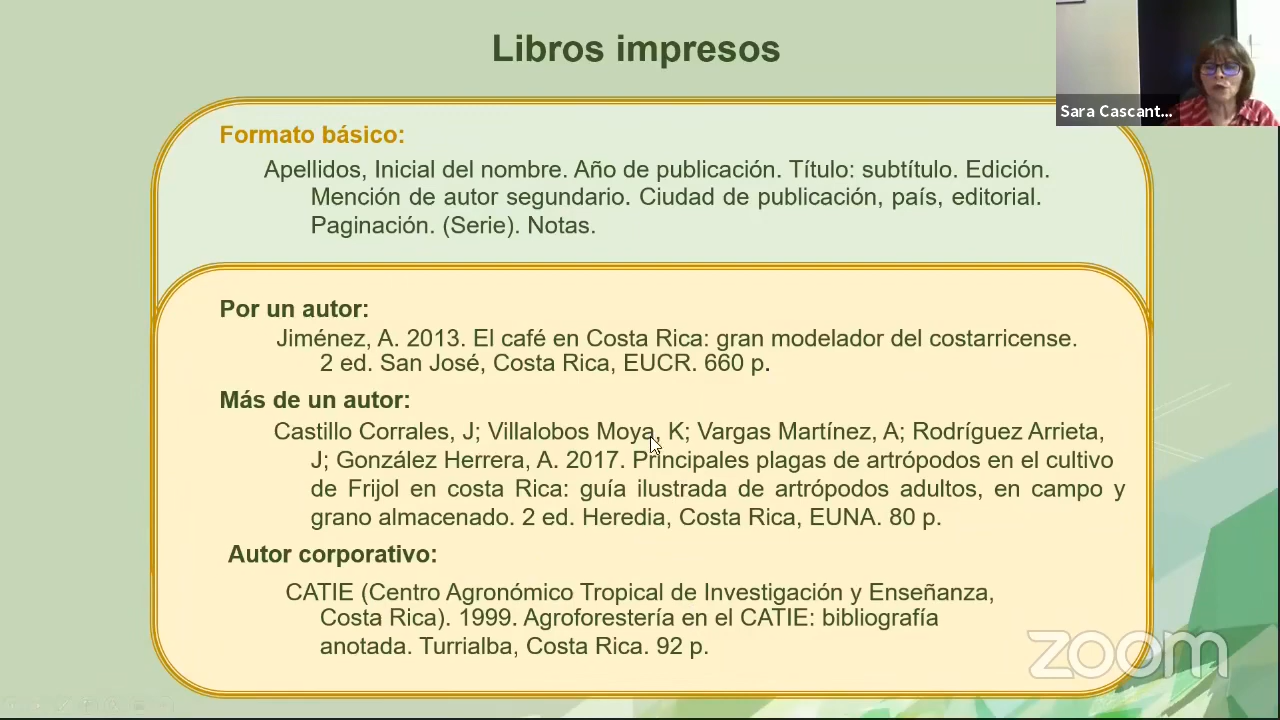 Libros impresos
Sara Cascant...
Formato básico:
Apellidos, Inicial del nombre. Año de publicación. Título: subtítulo. Edición.
Mención de autor segundario. Ciudad de publicación, país, editorial.
Paginación. (Serie). Notas.
Por un autor:
Jiménez, A. 2013. El café en Costa Rica: gran modelador del costarricense.
2 ed. San José, Costa Rica, EUCR. 660 p.
Más de un autor:
Castillo Corrales, J; Villalobos Moya, K; Vargas Martínez, A; Rodríguez Arrieta,
J; González Herrera, A. 2017. Principales plagas de artrópodos en el cultivo
de Frijol en costa Rica: guía ilustrada de artrópodos adultos, en campo y
grano almacenado. 2 ed. Heredia, Costa Rica, EUNA. 80 p.
Autor corporativo:
CATIE (Centro Agronómico Tropical de Investigación y Enseñanza,
Costa Rica). 1999. Agroforestería en el CATIE: bibliografía
anotada. Turrialba, Costa Rica. 92 p.
zoom